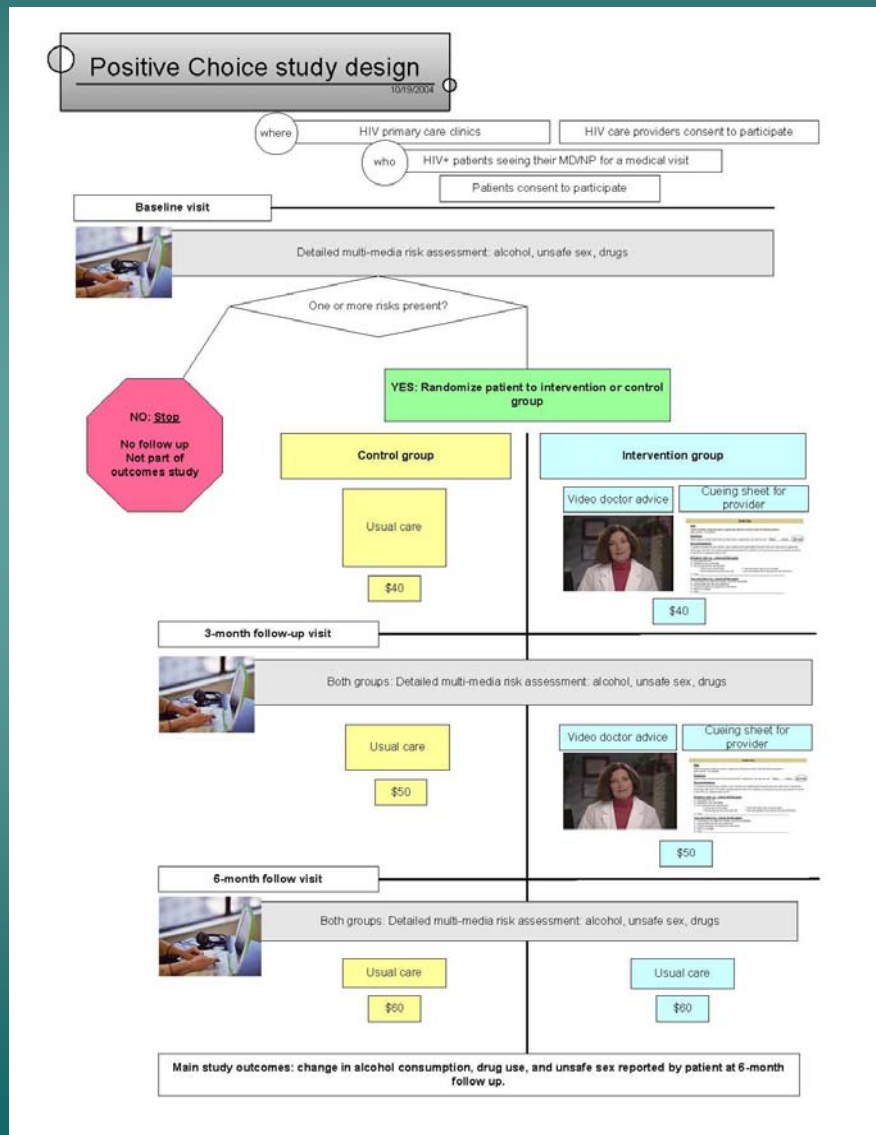 Positive Choice study design
10/19/2004
where
HIV primary care clinics
HIV care providers consent to participate
who
HIV+ patients seeing their MD/NP for a medical visit
Patients consent to participate
Baseline visit
Detailed multi-media risk assessment: alcohol, unsafe sex, drugs
One or more risks present?
NO: Stop
No follow up
Not part of
outcomes study
YES: Randomize patient to intervention or control
group
Control group
Intervention group
Usual care
$40
Video doctor advice
Cueing sheet for
provider
$40
3-month follow-up visit
Both groups: Detailed multi-media risk assessment: alcohol, unsafe sex, drugs
Usual care
$50
Video doctor advice
Cueing sheet for
provider
$50
6-month follow visit
Both groups: Detailed multi-media risk assessment: alcohol, unsafe sex, drugs
Usual care
$60
Usual care
$60
Main study outcomes: change in alcohol consumption, drug use, and unsafe sex reported by patient at 6-month
follow up.